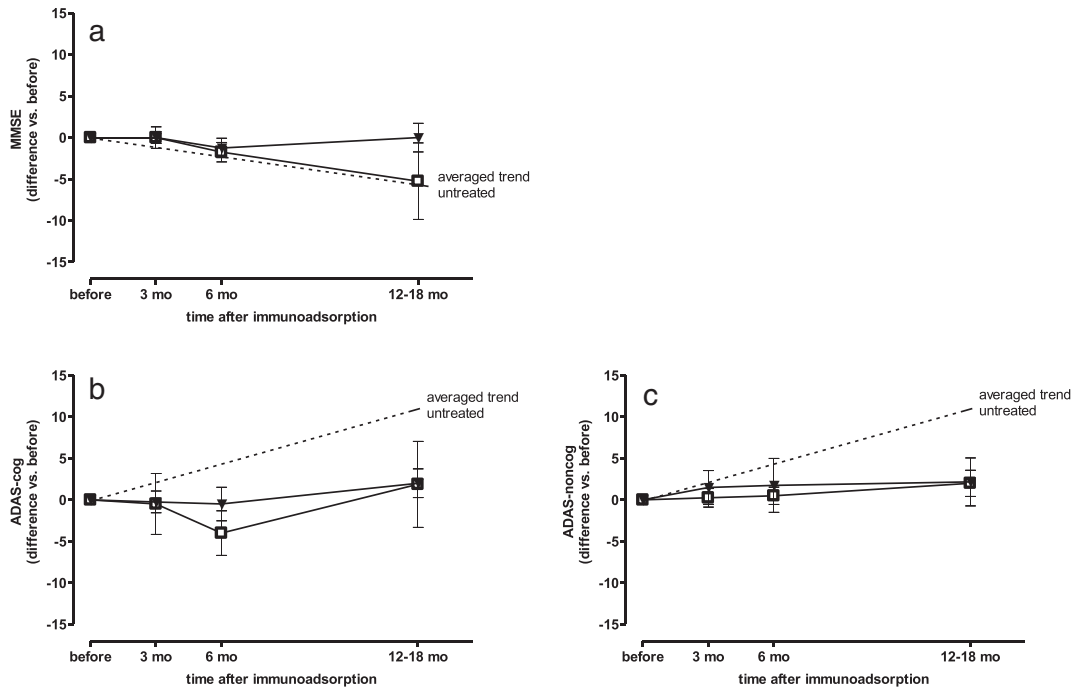 a
MMSE
(difference vs. before)
15
10
5
0
-5
-10
-15
averaged trend
untreated
before 3 mo 6 mo 12-18 mo
time after immunoadsorption
b
ADAS-cog
(difference vs. before)
15
10
5
0
-5
-10
-15
averaged trend
untreated
before 3 mo 6 mo 12-18 mo
time after immunoadsorption
c
ADAS-noncog
(difference vs. before)
15
10
5
0
-5
-10
-15
averaged trend
untreated
before 3 mo 6 mo 12-18 mo
time after immunoadsorption